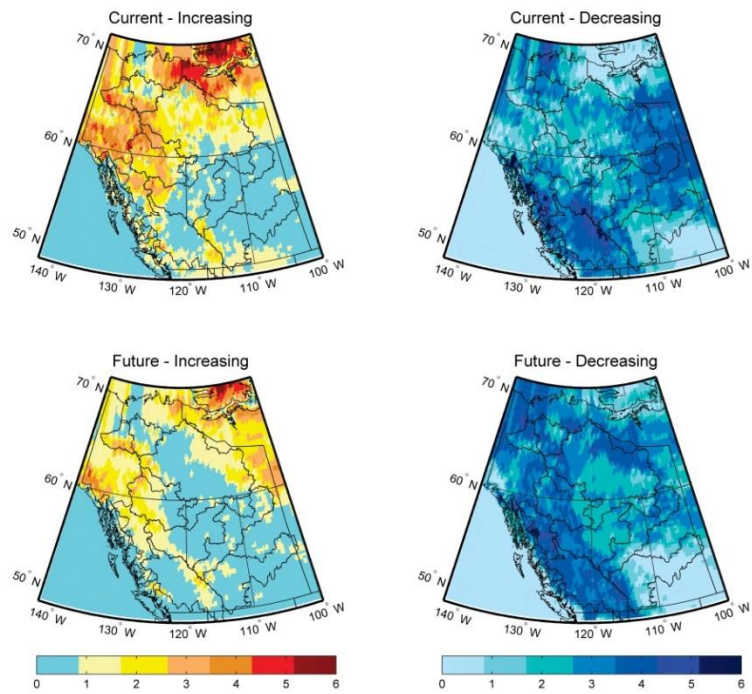 Current - Increasing
Current - Decreasing
70° N
60° N
50° N
140° W
130° W
120° W
110° W
100° W
70° N
60° N
50° N
140° W
130° W
120° W
110° W
100° W
Future - Increasing
Future - Decreasing
70° N
60° N
50° N
140° W
130° W
120° W
110° W
100° W
70° N
60° N
50° N
140° W
130° W
120° W
110° W
100° W
0 1 2 3 4 5 6
0 1 2 3 4 5 6